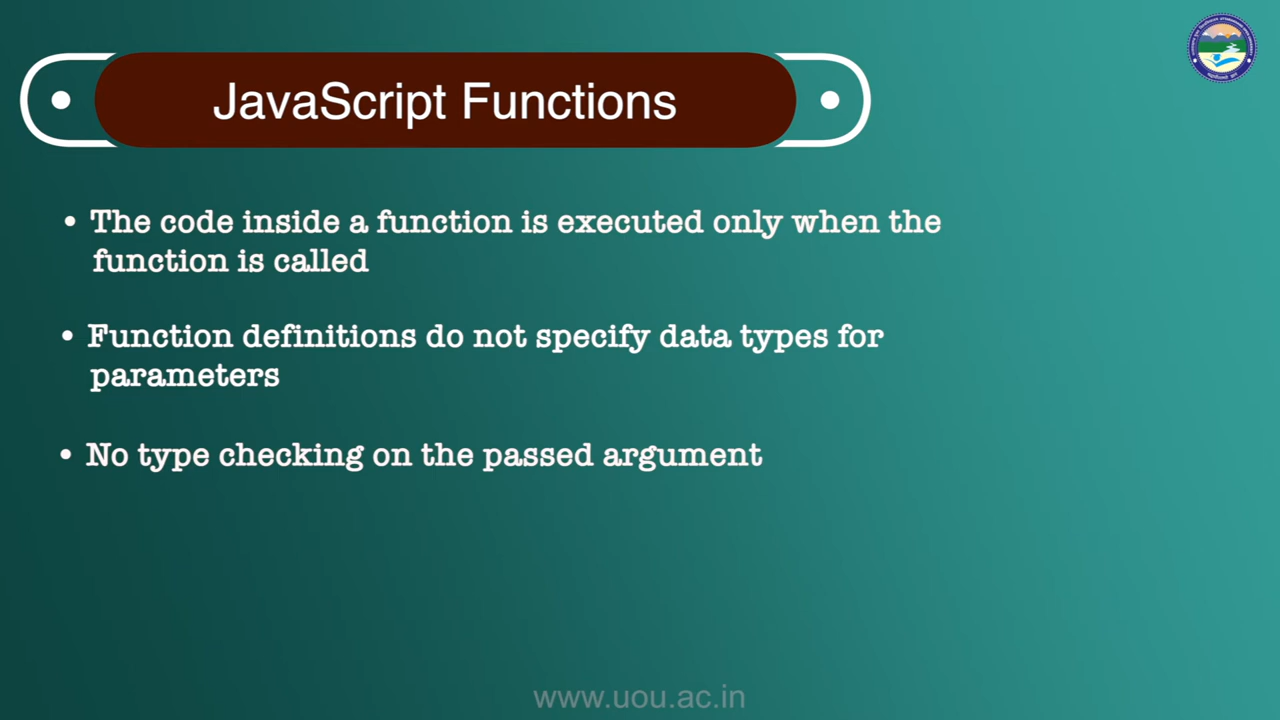 JavaScript Functions
• The code inside a function is executed only when the
function is called
• Function definitions do not specify data types for
parameters
• No type checking on the passed argument
www.uou.ac.in